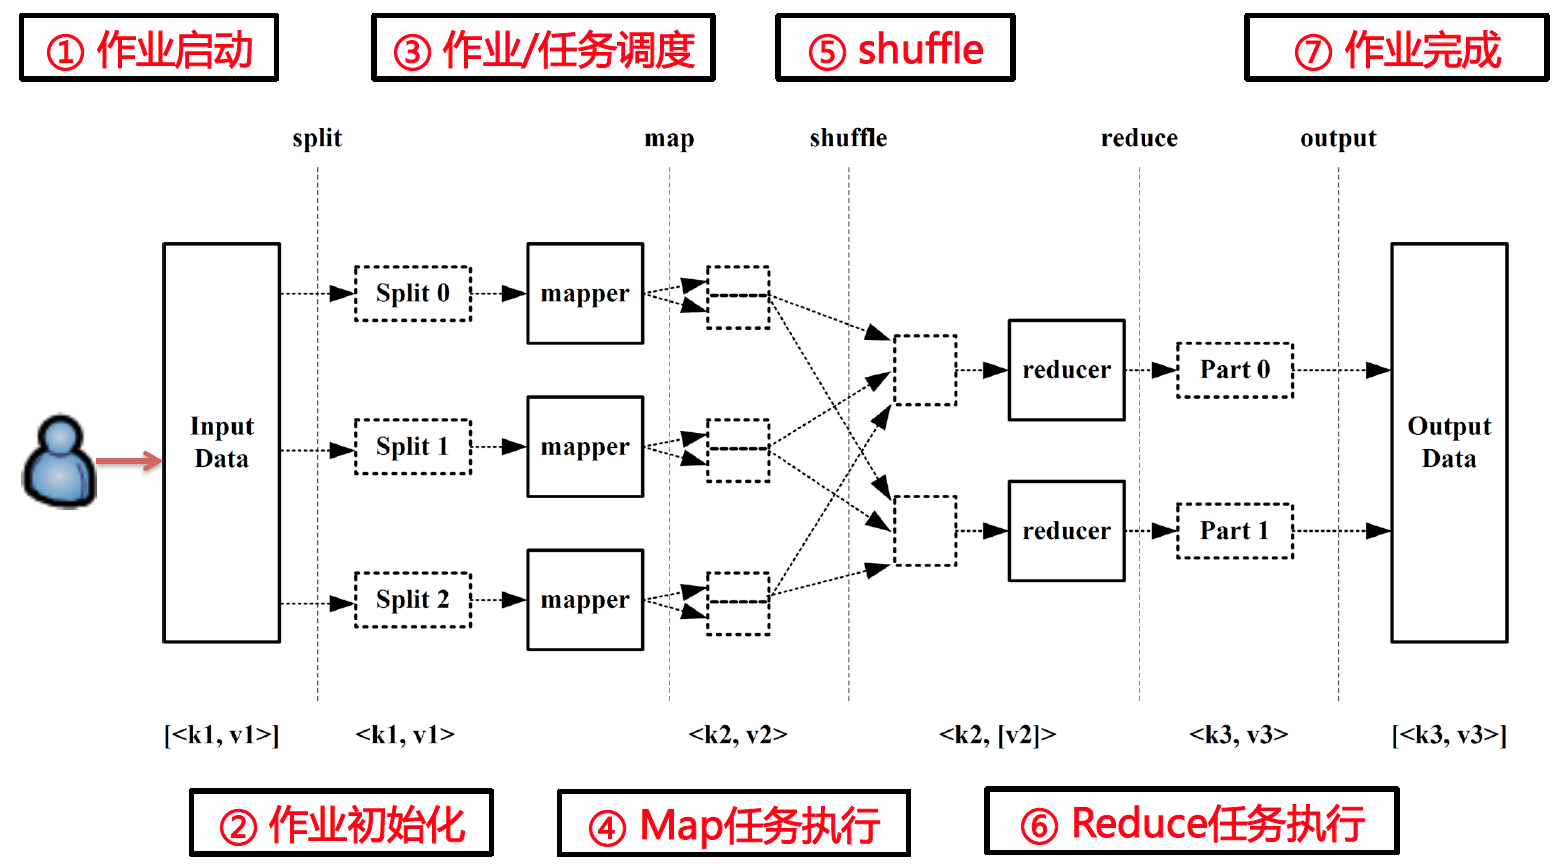 ① 作业启动
③ 作业/任务调度
⑤ shuffle
⑦ 作业完成
split
map
shuffle
reduce
output
Input
Data
Split 0
Split 1
Split 2
mapper
mapper
mapper
reducer
reducer
Part 0
Part 1
Output
Data
[<k1, v1>]
<k1, v1>
<k2, v2>
<k2, [v2]>
<k3, v3>
[<k3, v3>]
② 作业初始化
④ Map任务执行
⑥ Reduce任务执行